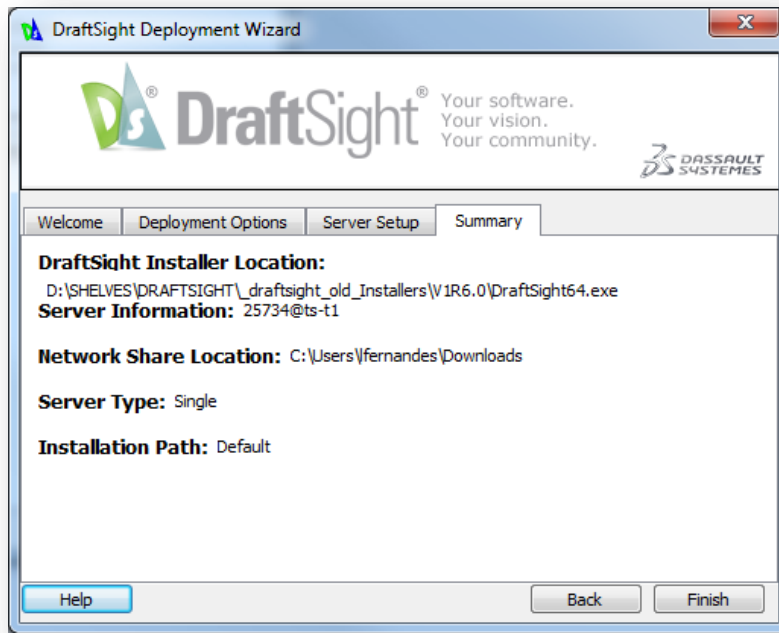 DraftSight Deployment Wizard
DS® DraftSight® Your software.
Your vision.
Your community.
DASSAULT
SYSTEMES
Welcome Deployment Options Server Setup Summary
DraftSight Installer Location:
D:\SHELVES\DRAFTSIGHT\_draftsight_old_Installers\V1R6.0\DraftSight64.exe
Server Information: 25734@ts-t1
Network Share Location: C:\Users\lfernandes\Downloads
Server Type: Single
Installation Path: Default
Help Back Finish